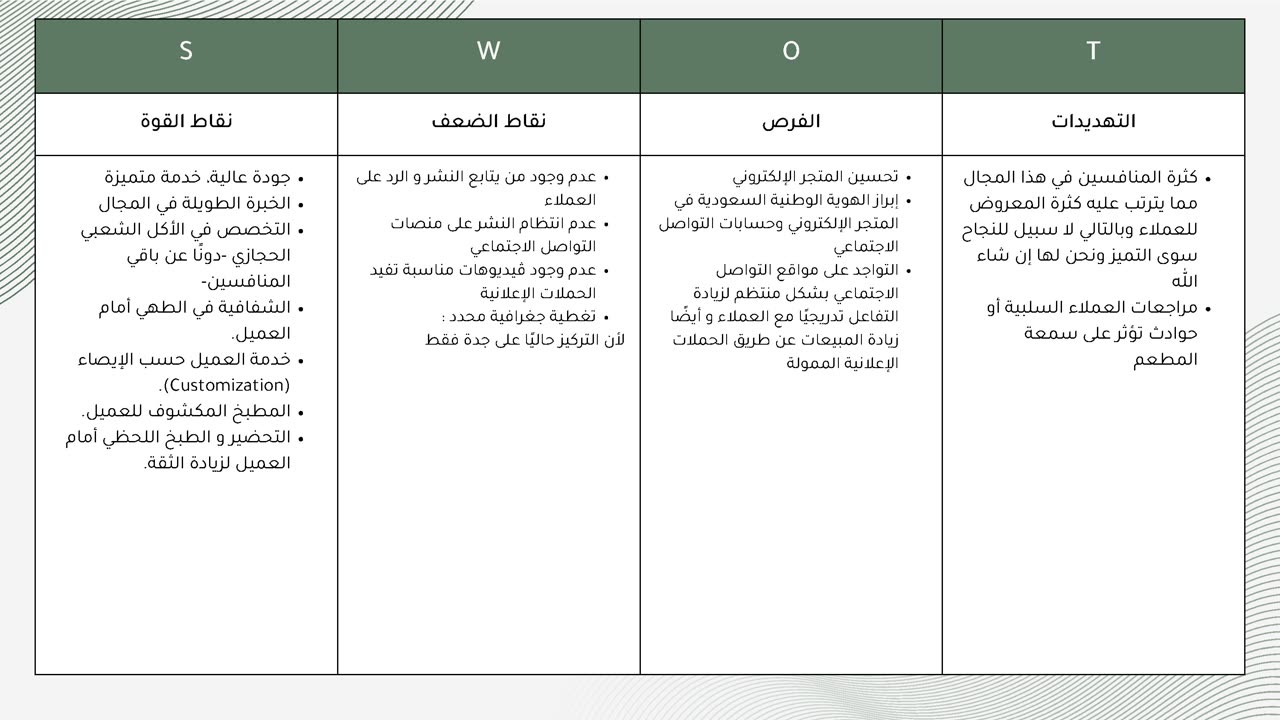 S
نقاط القوة
جودة عالية، خدمة متميزة
الخبرة الطويلة في المجال
التخصص في الأكل الشعبي
الحجازي -دونًا عن باقي
المنافسين-
الشفافية في الطهي أمام
العميل.
خدمة العميل حسب الإيصاء
(Customization).
المطبخ المكشوف للعميل.
التحضير و الطبخ اللحظي أمام
العميل لزيادة الثقة.
W
نقاط الضعف
عدم وجود من يتابع النشر و الرد على
العملاء
عدم انتظام النشر على منصات
التواصل الاجتماعي
عدم وجود ڤيديوهات مناسبة تفيد
الحملات الإعلانية
تغطية جغرافية محدد :
لأن التركيز حاليًا على جدة فقط
O
الفرص
تحسين المتجر الإلكتروني
إبراز الهوية الوطنية السعودية في
المتجر الإلكتروني وحسابات التواصل
الاجتماعي
التواجد على مواقع التواصل
الاجتماعي بشكل منتظم لزيادة
التفاعل تدريجيًا مع العملاء و أيضًا
زيادة المبيعات عن طريق الحملات
الإعلانية الممولة
T
التهديدات
كثرة المنافسين في هذا المجال
مما يترتب عليه كثرة المعروض
للعملاء وبالتالي لا سبيل للنجاح
سوى التميز ونحن لها إن شاء
الله
مراجعات العملاء السلبية أو
حوادث تؤثر على سمعة
المطعم